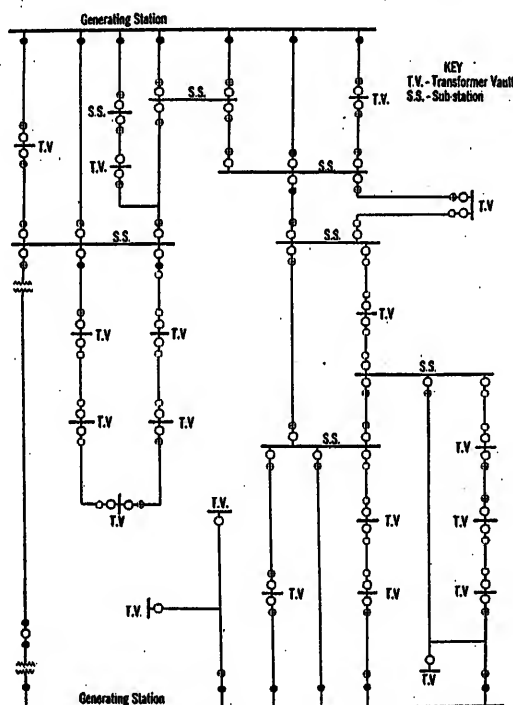 Generating Station
KEY
T.V. - Transformer Vault
S.S. - Sub-station
S.S.
S.S.
T.V.
T.V
T.V.
S.S.
T.V
S.S.
S.S.
T.V
T.V
T.V
S.S.
T.V
T.V
S.S.
T.V
T.V
T.V.
T.V
T.V
T.V
T.V
T.V
T.V.
T.V
Generating Station